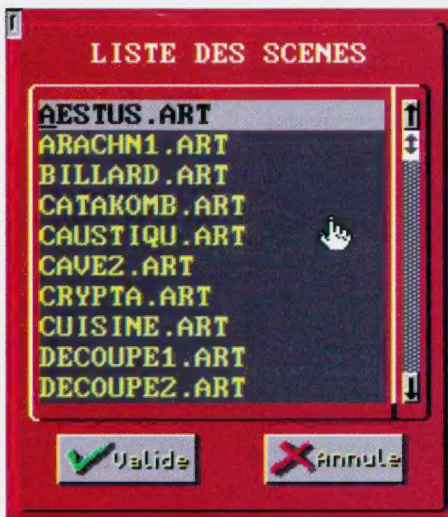 LISTE DES SCENES
AESTUS.ART
ARACHN1.ART
BILLARD.ART
CATAKOMB.ART
CAUSTIQU.ART
CAVE2.ART
CRYPTA.ART
CUISINE.ART
DECOUPE1.ART
DECOUPE2.ART
Valide Annule